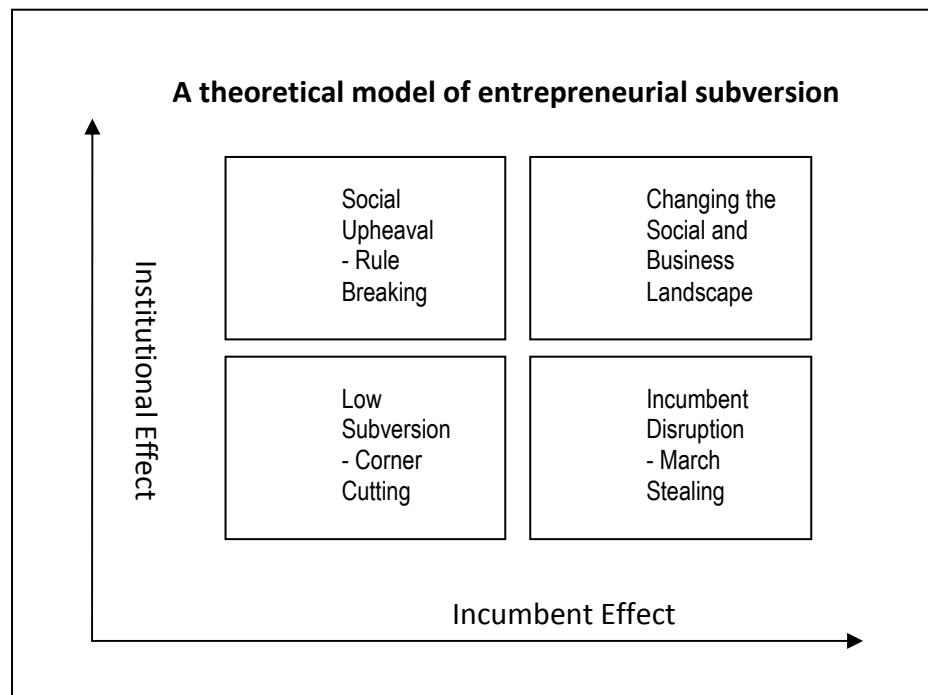 A theoretical model of entrepreneurial subversion
Social
Upheaval
- Rule
Breaking
Changing the
Social and
Business
Landscape
Institutional Effect
Low
Subversion
- Corner
Cutting
Incumbent
Disruption
- March
Stealing
Incumbent Effect